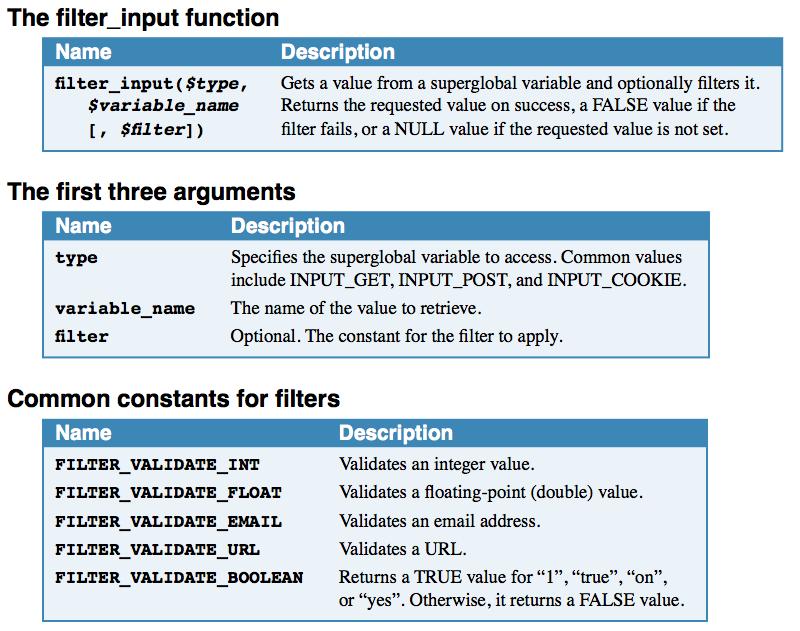 The filter_input function
Name Description
filter_input($type, Gets a value from a superglobal variable and optionally filters it.
$variable_name Returns the requested value on success, a FALSE value if the
[, $filter]) filter fails, or a NULL value if the requested value is not set.
The first three arguments
Name Description
type Specifies the superglobal variable to access. Common values
include INPUT_GET, INPUT_POST, and INPUT_COOKIE.
variable_name The name of the value to retrieve.
filter Optional. The constant for the filter to apply.
Common constants for filters
Name Description
FILTER_VALIDATE_INT Validates an integer value.
FILTER_VALIDATE_FLOAT Validates a floating-point (double) value.
FILTER_VALIDATE_EMAIL Validates an email address.
FILTER_VALIDATE_URL Validates a URL.
FILTER_VALIDATE_BOOLEAN Returns a TRUE value for “1”, “true”, “on”,
or “yes”. Otherwise, it returns a FALSE value.